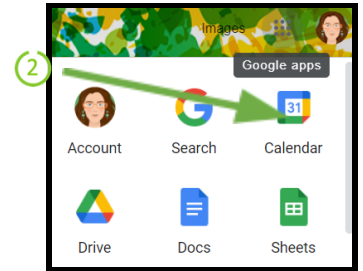 Images
Google apps
2
31
Account Search Calendar
Drive Docs Sheets